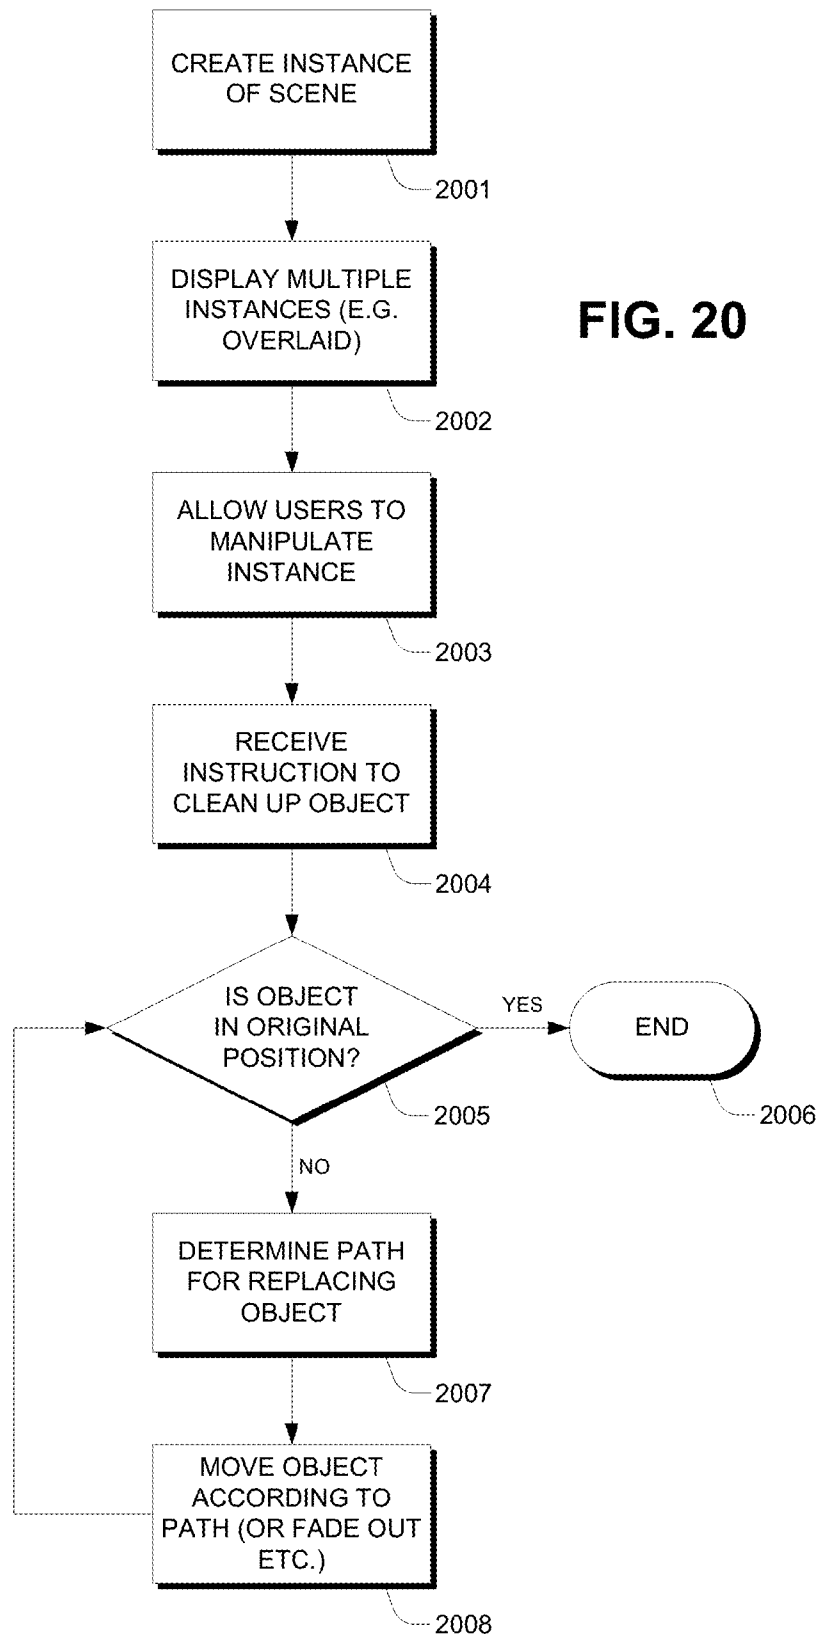 CREATE INSTANCE
OF SCENE
2001
DISPLAY MULTIPLE
INSTANCES (E.G.
OVERLAID)
2002
FIG. 20
ALLOW USERS TO
MANIPULATE
INSTANCE
2003
RECEIVE
INSTRUCTION TO
CLEAN UP OBJECT
2004
IS OBJECT
IN ORIGINAL
POSITION?
2005
YES
END
2006
NO
DETERMINE PATH
FOR REPLACING
OBJECT
2007
MOVE OBJECT
ACCORDING TO
PATH (OR FADE OUT
ETC.)
2008